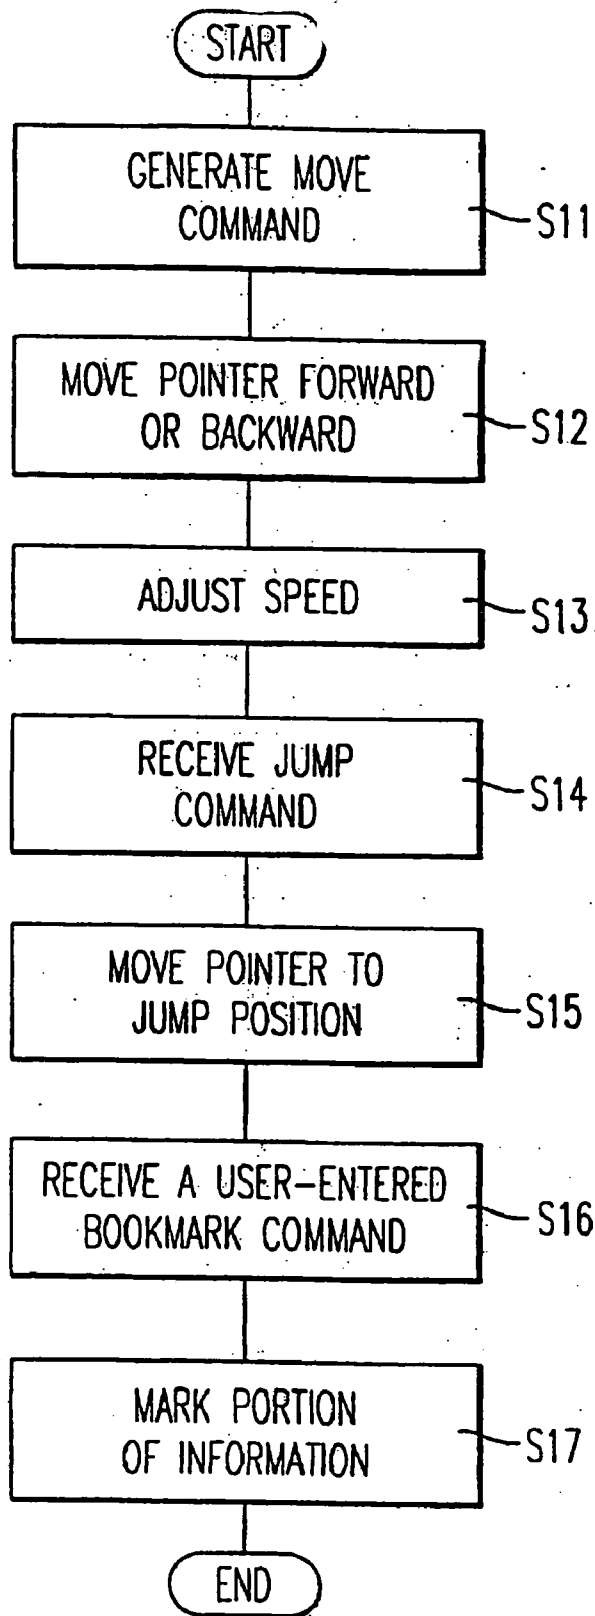 START
GENERATE MOVE
COMMAND
S11
MOVE POINTER FORWARD
OR BACKWARD
S12
ADJUST SPEED
S13
RECEIVE JUMP
COMMAND
S14
MOVE POINTER TO
JUMP POSITION
S15
RECEIVE A USER-ENTERED
BOOKMARK COMMAND
S16
MARK PORTION
OF INFORMATION
S17
END